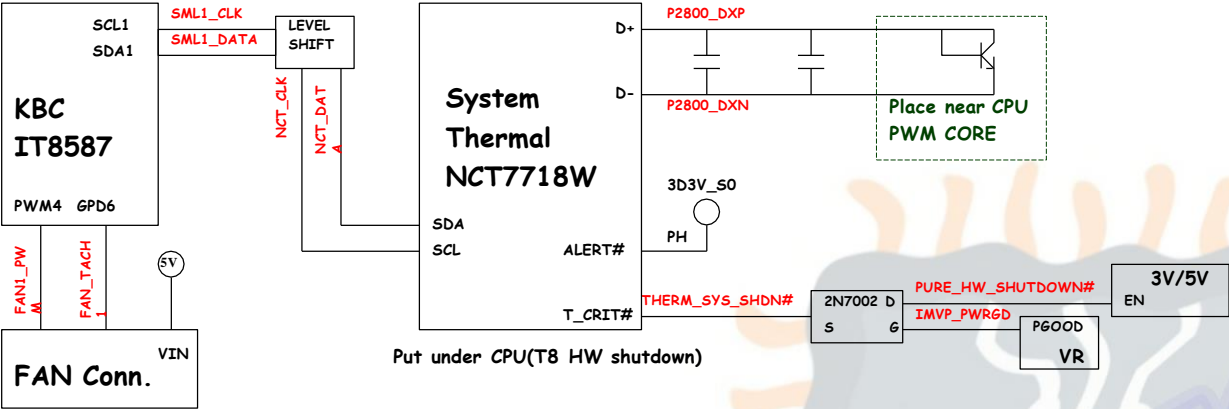 SML1_CLK
SML1_DATA
SCL1
SDA1
KBC
IT8587
PWM4 GPD6
LEVEL
SHIFT
NCT_CLK
NCT_DAT
A
FAN1_PW
M
FAN_TACH
1
5V
VIN
FAN Conn.
System
Thermal
NCT7718W
D+
D-
SDA
SCL
ALERT#
T_CRIT#
P2800_DXP
P2800_DXN
Place near CPU
PWM CORE
3D3V_S0
PH
THERM_SYS_SHDN#
2N7002 D
S G
PURE_HW_SHUTDOWN#
IMVP_PWRGD
3V/5V
EN
PGOOD
VR
Put under CPU(T8 HW shutdown)